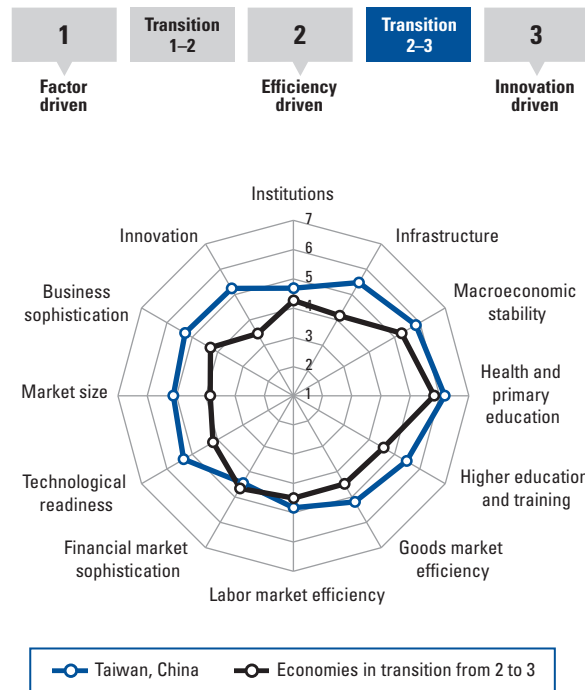 1
Transition
1–2
2
Transition
2–3
3
Factor
driven
Efficiency
driven
Innovation
driven
Institutions
7
Innovation
6
Infrastructure
5
Business
sophistication
4
Macroeconomic
stability
3
2
Market size
1
Health and
primary
education
Technological
readiness
Higher education
and training
Financial market
sophistication
Goods market
efficiency
Labor market efficiency
Taiwan, China
Economies in transition from 2 to 3